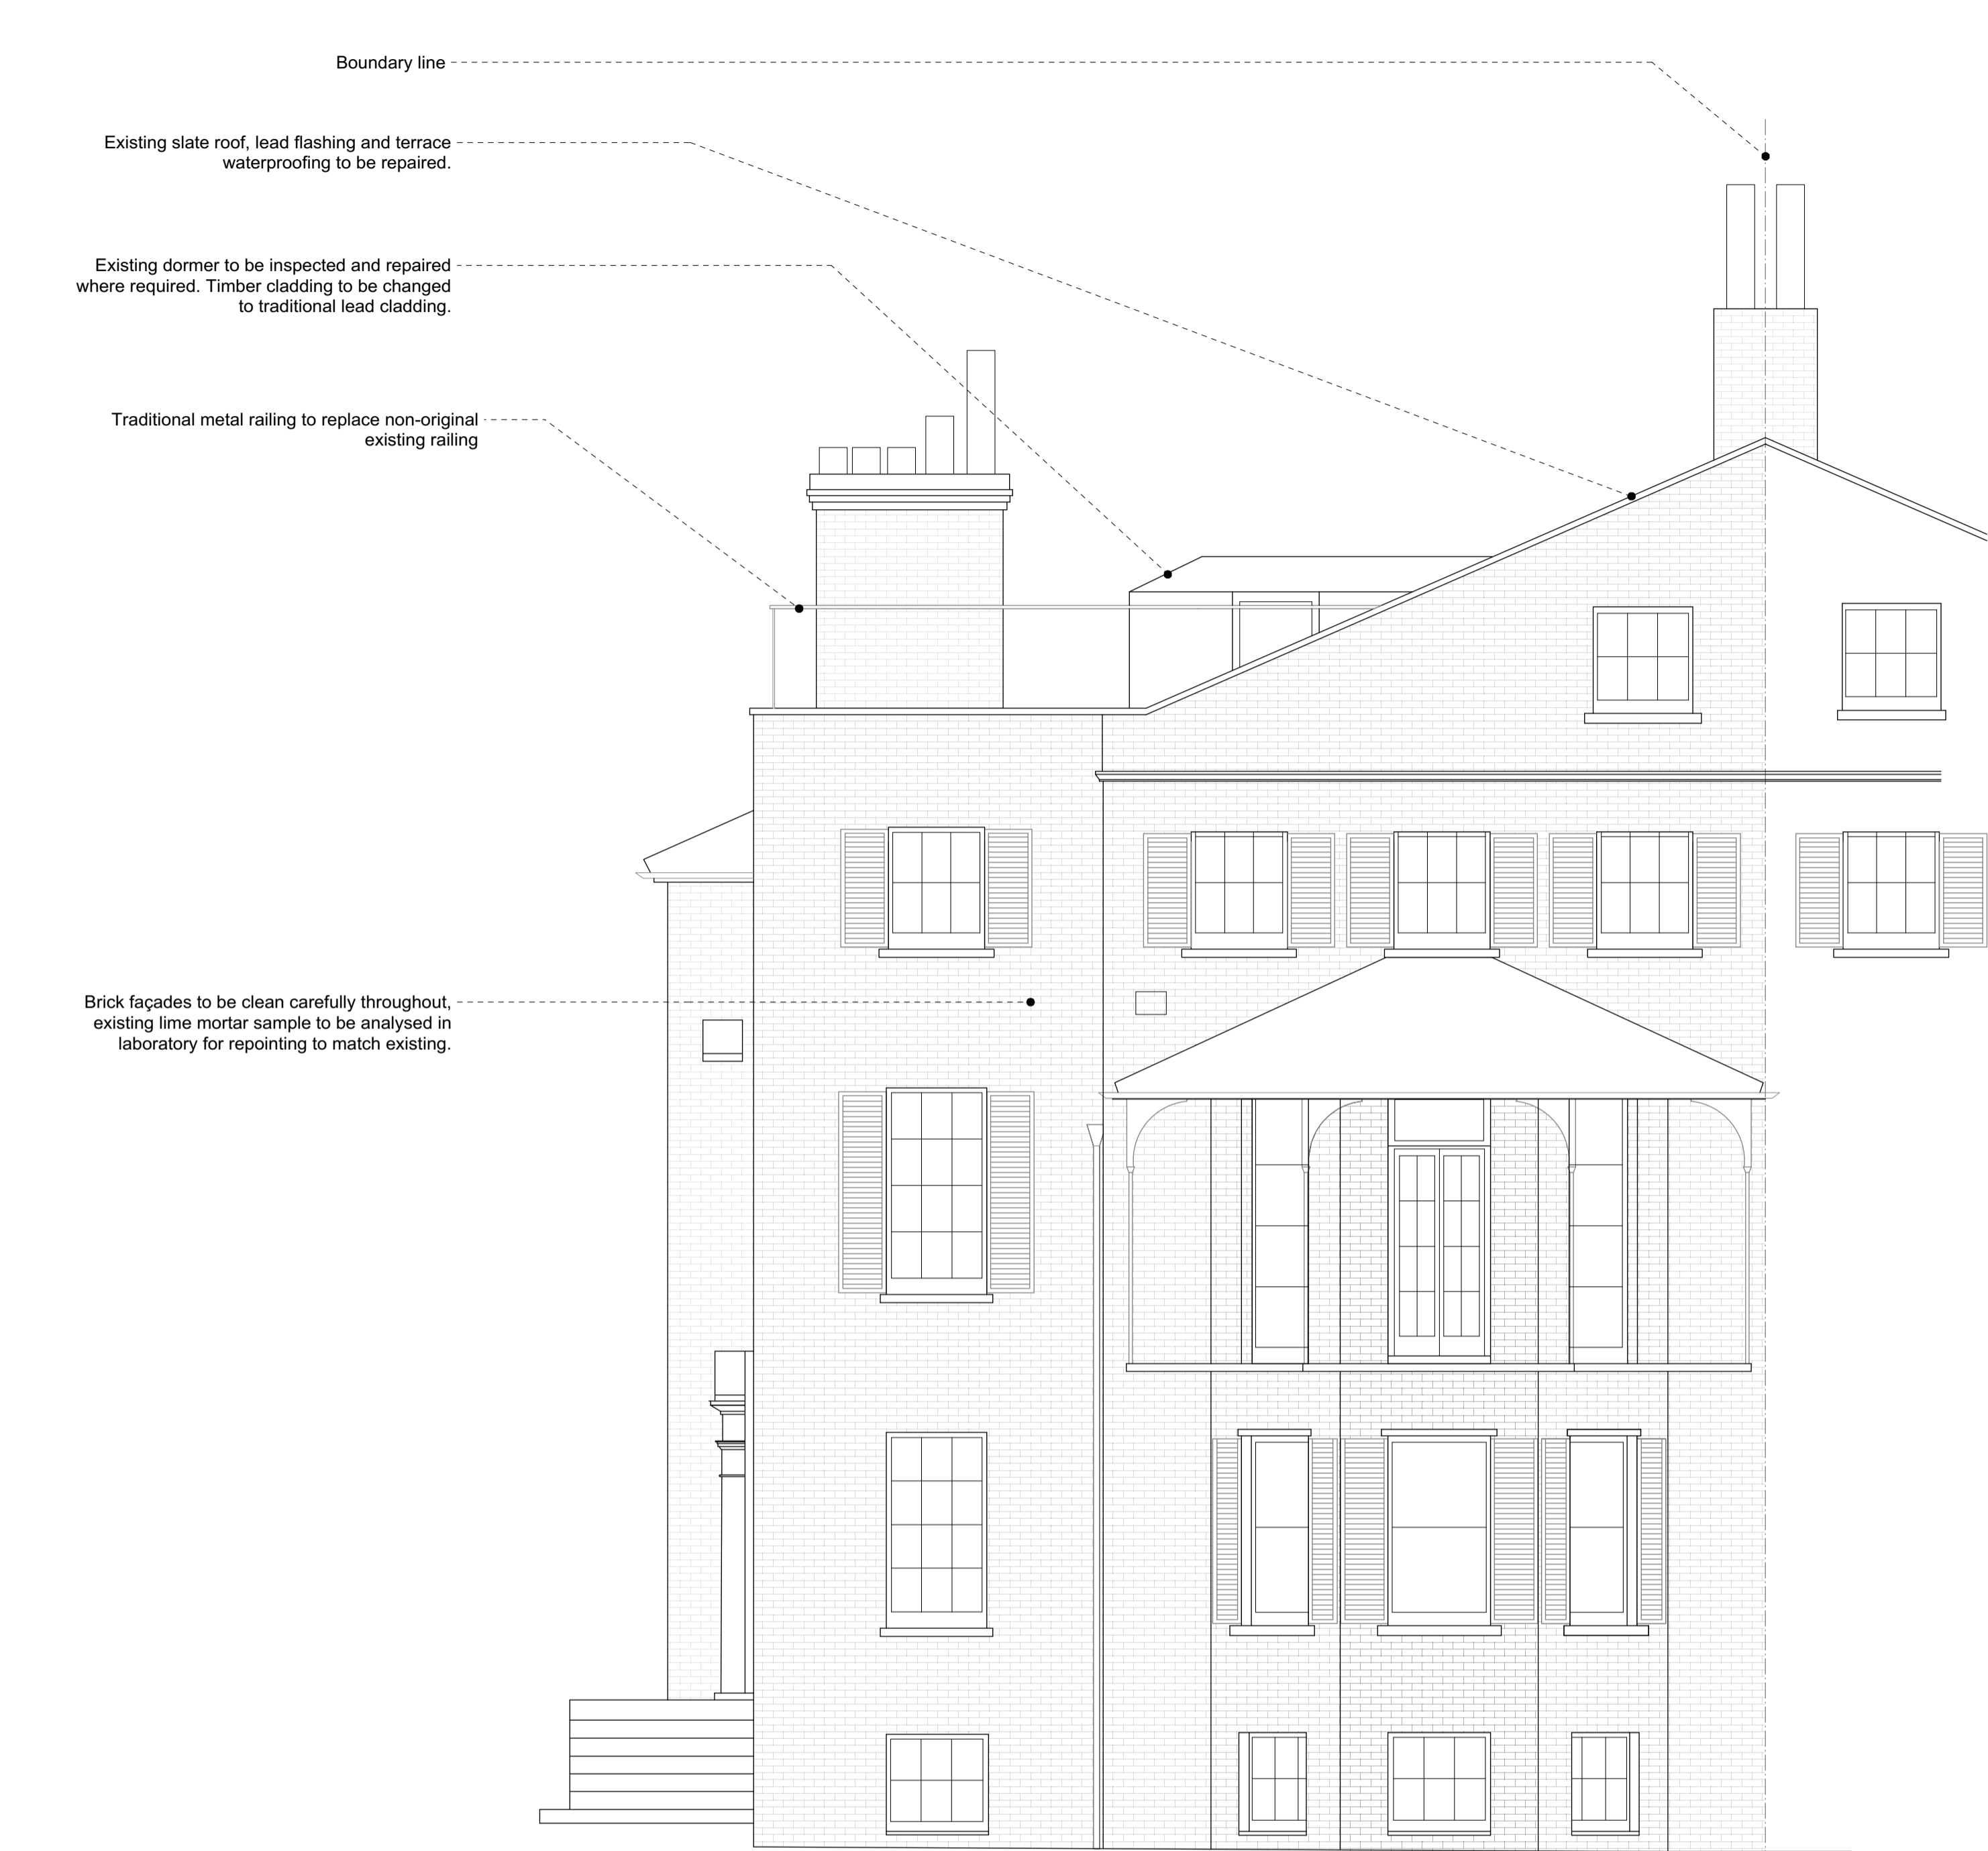 Boundary line
Existing slate roof, lead flashing and terrace
waterproofing to be repaired.
Existing dormer to be inspected and repaired
where required. Timber cladding to be changed
to traditional lead cladding.
Traditional metal railing to replace non-original
existing railing
Brick façades to be clean carefully throughout,
existing lime mortar sample to be analysed in
laboratory for repointing to match existing.